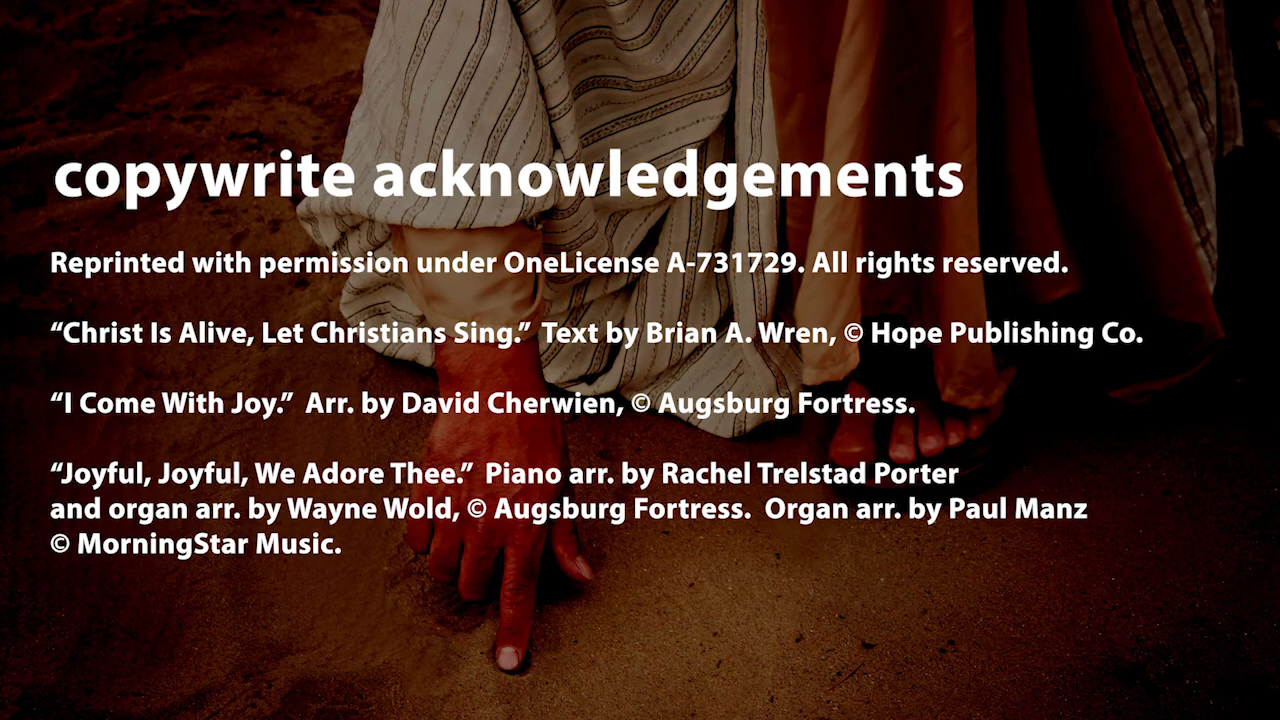 copywrite acknowledgements
Reprinted with permission under OneLicense A-731729. All rights reserved.
“Christ Is Alive, Let Christians Sing.” Text by Brian A. Wren, © Hope Publishing Co.
“I Come With Joy.” Arr. by David Cherwien, © Augsburg Fortress.
“Joyful, Joyful, We Adore Thee.” Piano arr. by Rachel Trelstad Porter
and organ arr. by Wayne Wold, © Augsburg Fortress. Organ arr. by Paul Manz
© MorningStar Music.